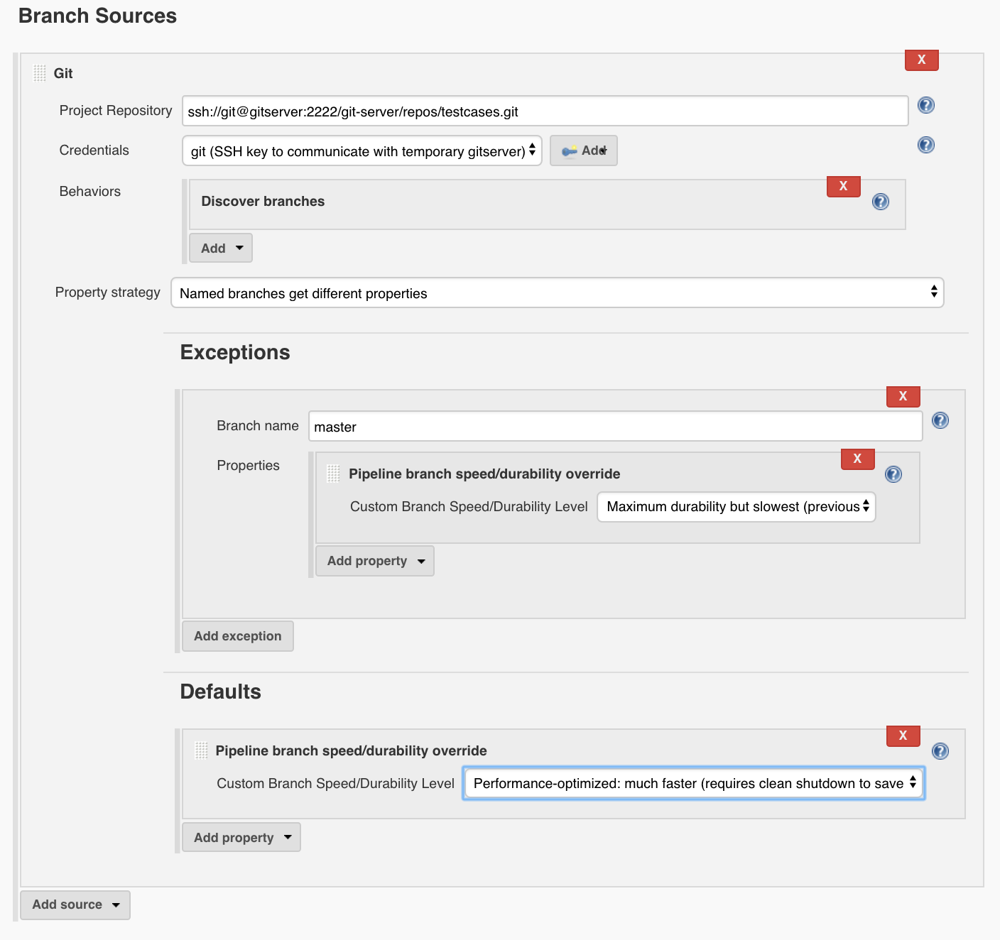 Branch Sources
X
Git
Project Repository ssh://git@gitserver:2222/git-server/repos/testcases.git ?
Credentials git (SSH key to communicate with temporary gitserver) Add ?
Behaviors
X
Discover branches ?
Add
Property strategy Named branches get different properties
Exceptions
X
Branch name master ?
Properties
X
Pipeline branch speed/durability override ?
Custom Branch Speed/Durability Level Maximum durability but slowest (previous
Add property
Add exception
Defaults
X
Pipeline branch speed/durability override ?
Custom Branch Speed/Durability Level Performance-optimized: much faster (requires clean shutdown to save
Add property
Add source